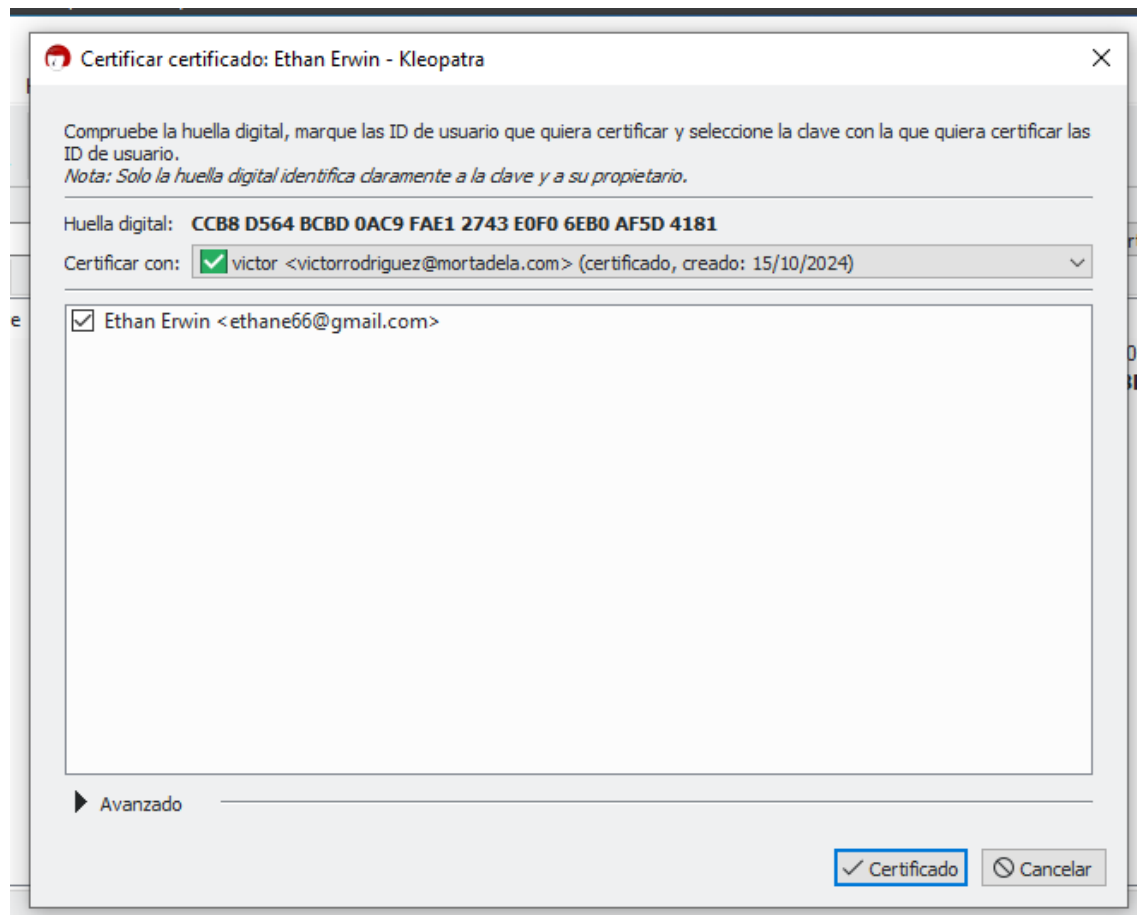 Certificar certificado: Ethan Erwin - Kleopatra
Compruebe la huella digital, marque las ID de usuario que quiera certificar y seleccione la clave con la que quiera certificar las
ID de usuario.
Nota: Solo la huella digital identifica claramente a la clave y a su propietario.
Huella digital: CCB8 D564 BCBD 0AC9 FAE1 2743 E0F0 6EB0 AF5D 4181
Certificar con: victor <victorrodriguez@mortadela.com> (certificado, creado: 15/10/2024)
Ethan Erwin <ethane66@gmail.com>
Avanzado
Certificado Cancelar